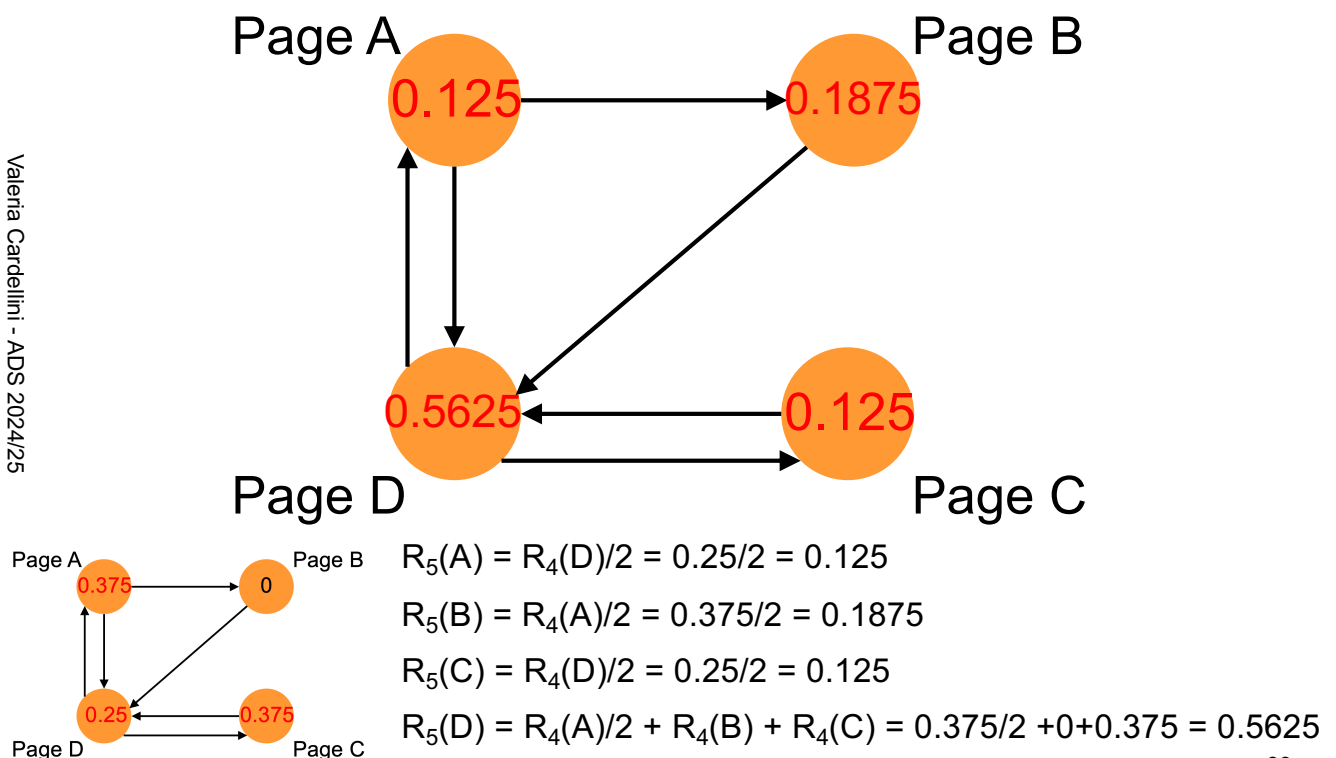 Page A
Page B
0.125
0.1875
Valeria Cardellini - ADS 2024/25
0.5625
0.125
Page D
Page C
Page A
Page B
0.375
0
0.25
0.375
Page D
Page C
R₅(A) = R₄(D)/2 = 0.25/2 = 0.125
R₅(B) = R₄(A)/2 = 0.375/2 = 0.1875
R₅(C) = R₄(D)/2 = 0.25/2 = 0.125
R₅(D) = R₄(A)/2 + R₄(B) + R₄(C) = 0.375/2 +0+0.375 = 0.5625